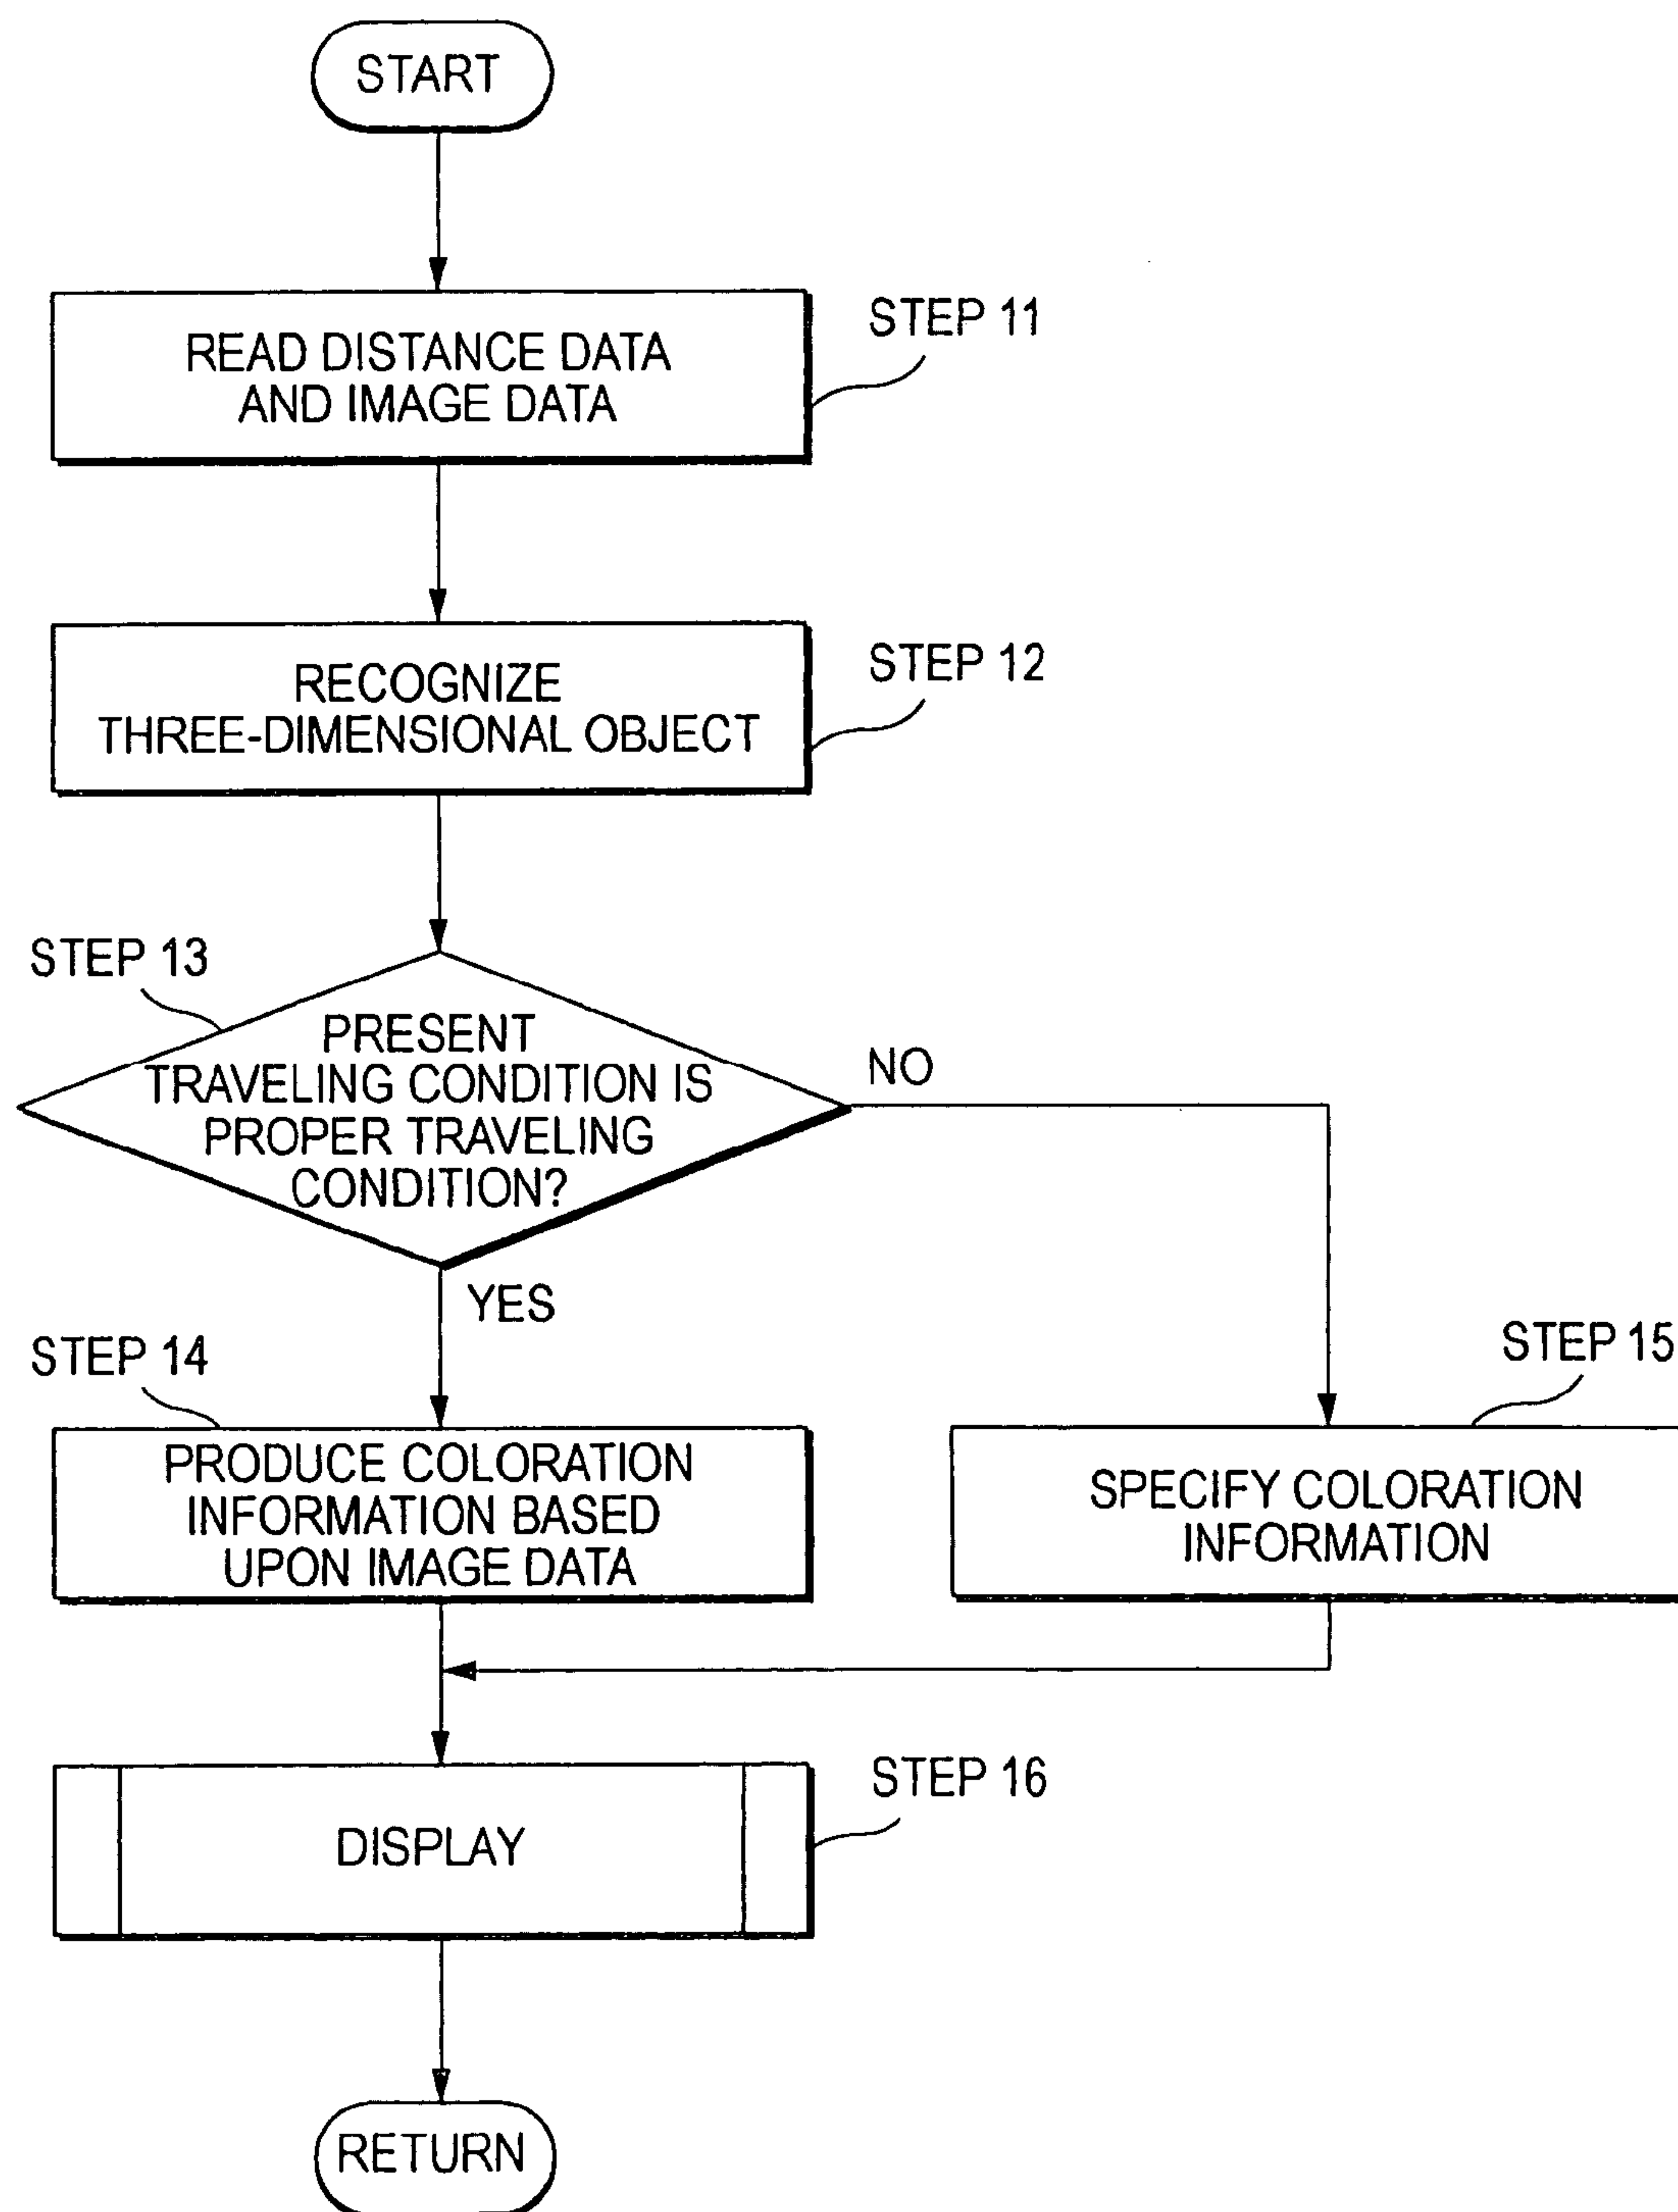 START
STEP 11
READ DISTANCE DATA
AND IMAGE DATA
STEP 12
RECOGNIZE
THREE-DIMENSIONAL OBJECT
STEP 13
PRESENT
TRAVELING CONDITION IS
PROPER TRAVELING
CONDITION?
NO
YES
STEP 14
PRODUCE COLORATION
INFORMATION BASED
UPON IMAGE DATA
STEP 15
SPECIFY COLORATION
INFORMATION
STEP 16
DISPLAY
RETURN